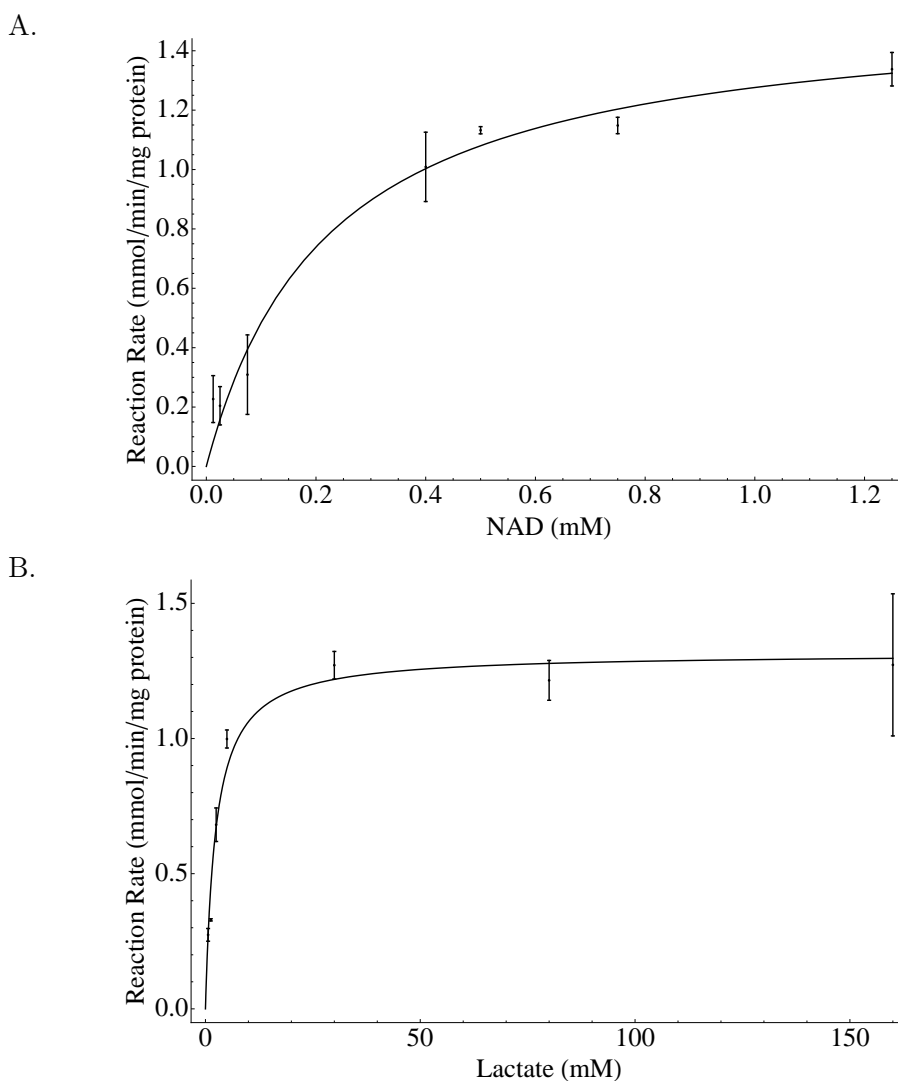 A.
1.4
1.2
1.0
0.8
0.6
0.4
0.2
0.0
Reaction Rate (mmol/min/mg protein)
0.0 0.2 0.4 0.6 0.8 1.0 1.2
NAD (mM)
B.
1.5
1.0
0.5
0.0
Reaction Rate (mmol/min/mg protein)
0 50 100 150
Lactate (mM)